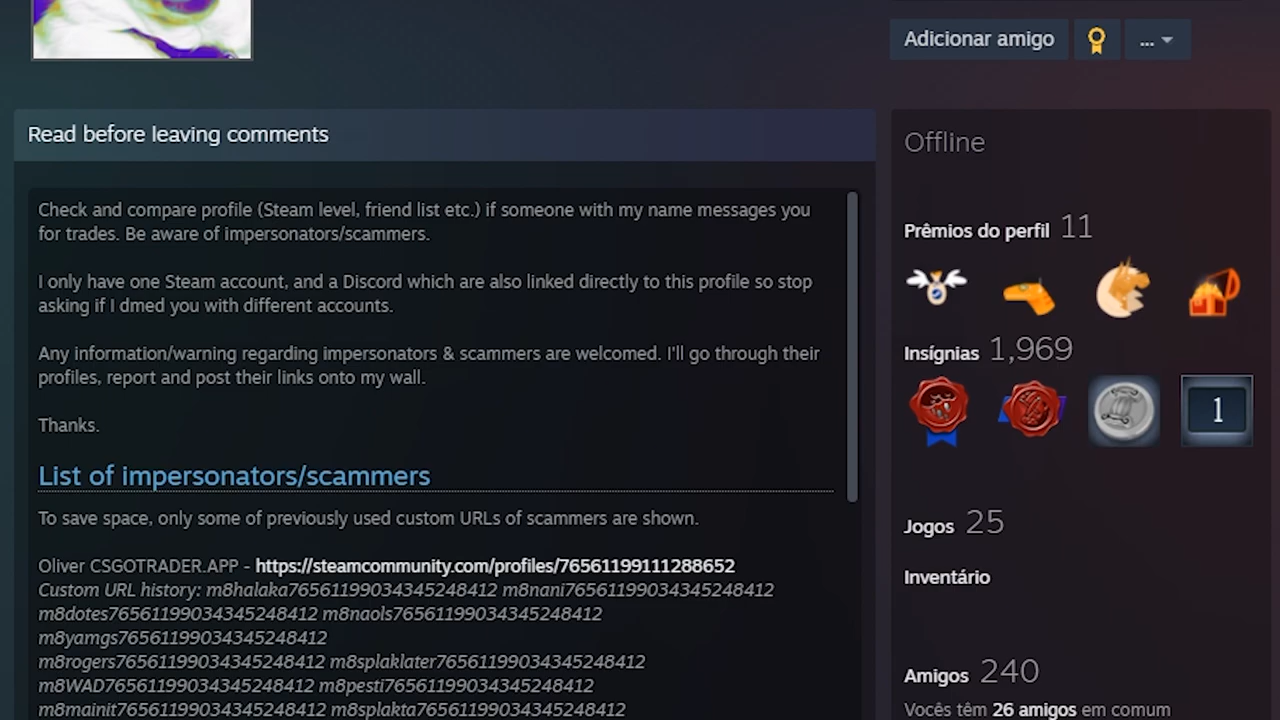 Adicionar amigo
...
Read before leaving comments
Check and compare profile (Steam level, friend list etc.) if someone with my name messages you
for trades. Be aware of impersonators/scammers.
I only have one Steam account, and a Discord which are also linked directly to this profile so stop
asking if I dmed you with different accounts.
Any information/warning regarding impersonators & scammers are welcomed. I'll go through their
profiles, report and post their links onto my wall.
Thanks.
List of impersonators/scammers
To save space, only some of previously used custom URLs of scammers are shown.
Oliver CSGOTRADER.APP - https://steamcommunity.com/profiles/76561199111288652
Custom URL history: m8halaka76561199034345248412 m8nani76561199034345248412
m8dotes76561199034345248412 m8naols76561199034345248412
m8yamgs76561199034345248412
m8rogers76561199034345248412 m8splaklater76561199034345248412
m8WAD76561199034345248412 m8pesti76561199034345248412
m8mainit76561199034345248412 m8splakta76561199034345248412
Offline
Prêmios do perfil 11
Insígnias 1,969
1
Jogos 25
Inventário
Amigos 240
Vocês têm 26 amigos em comum